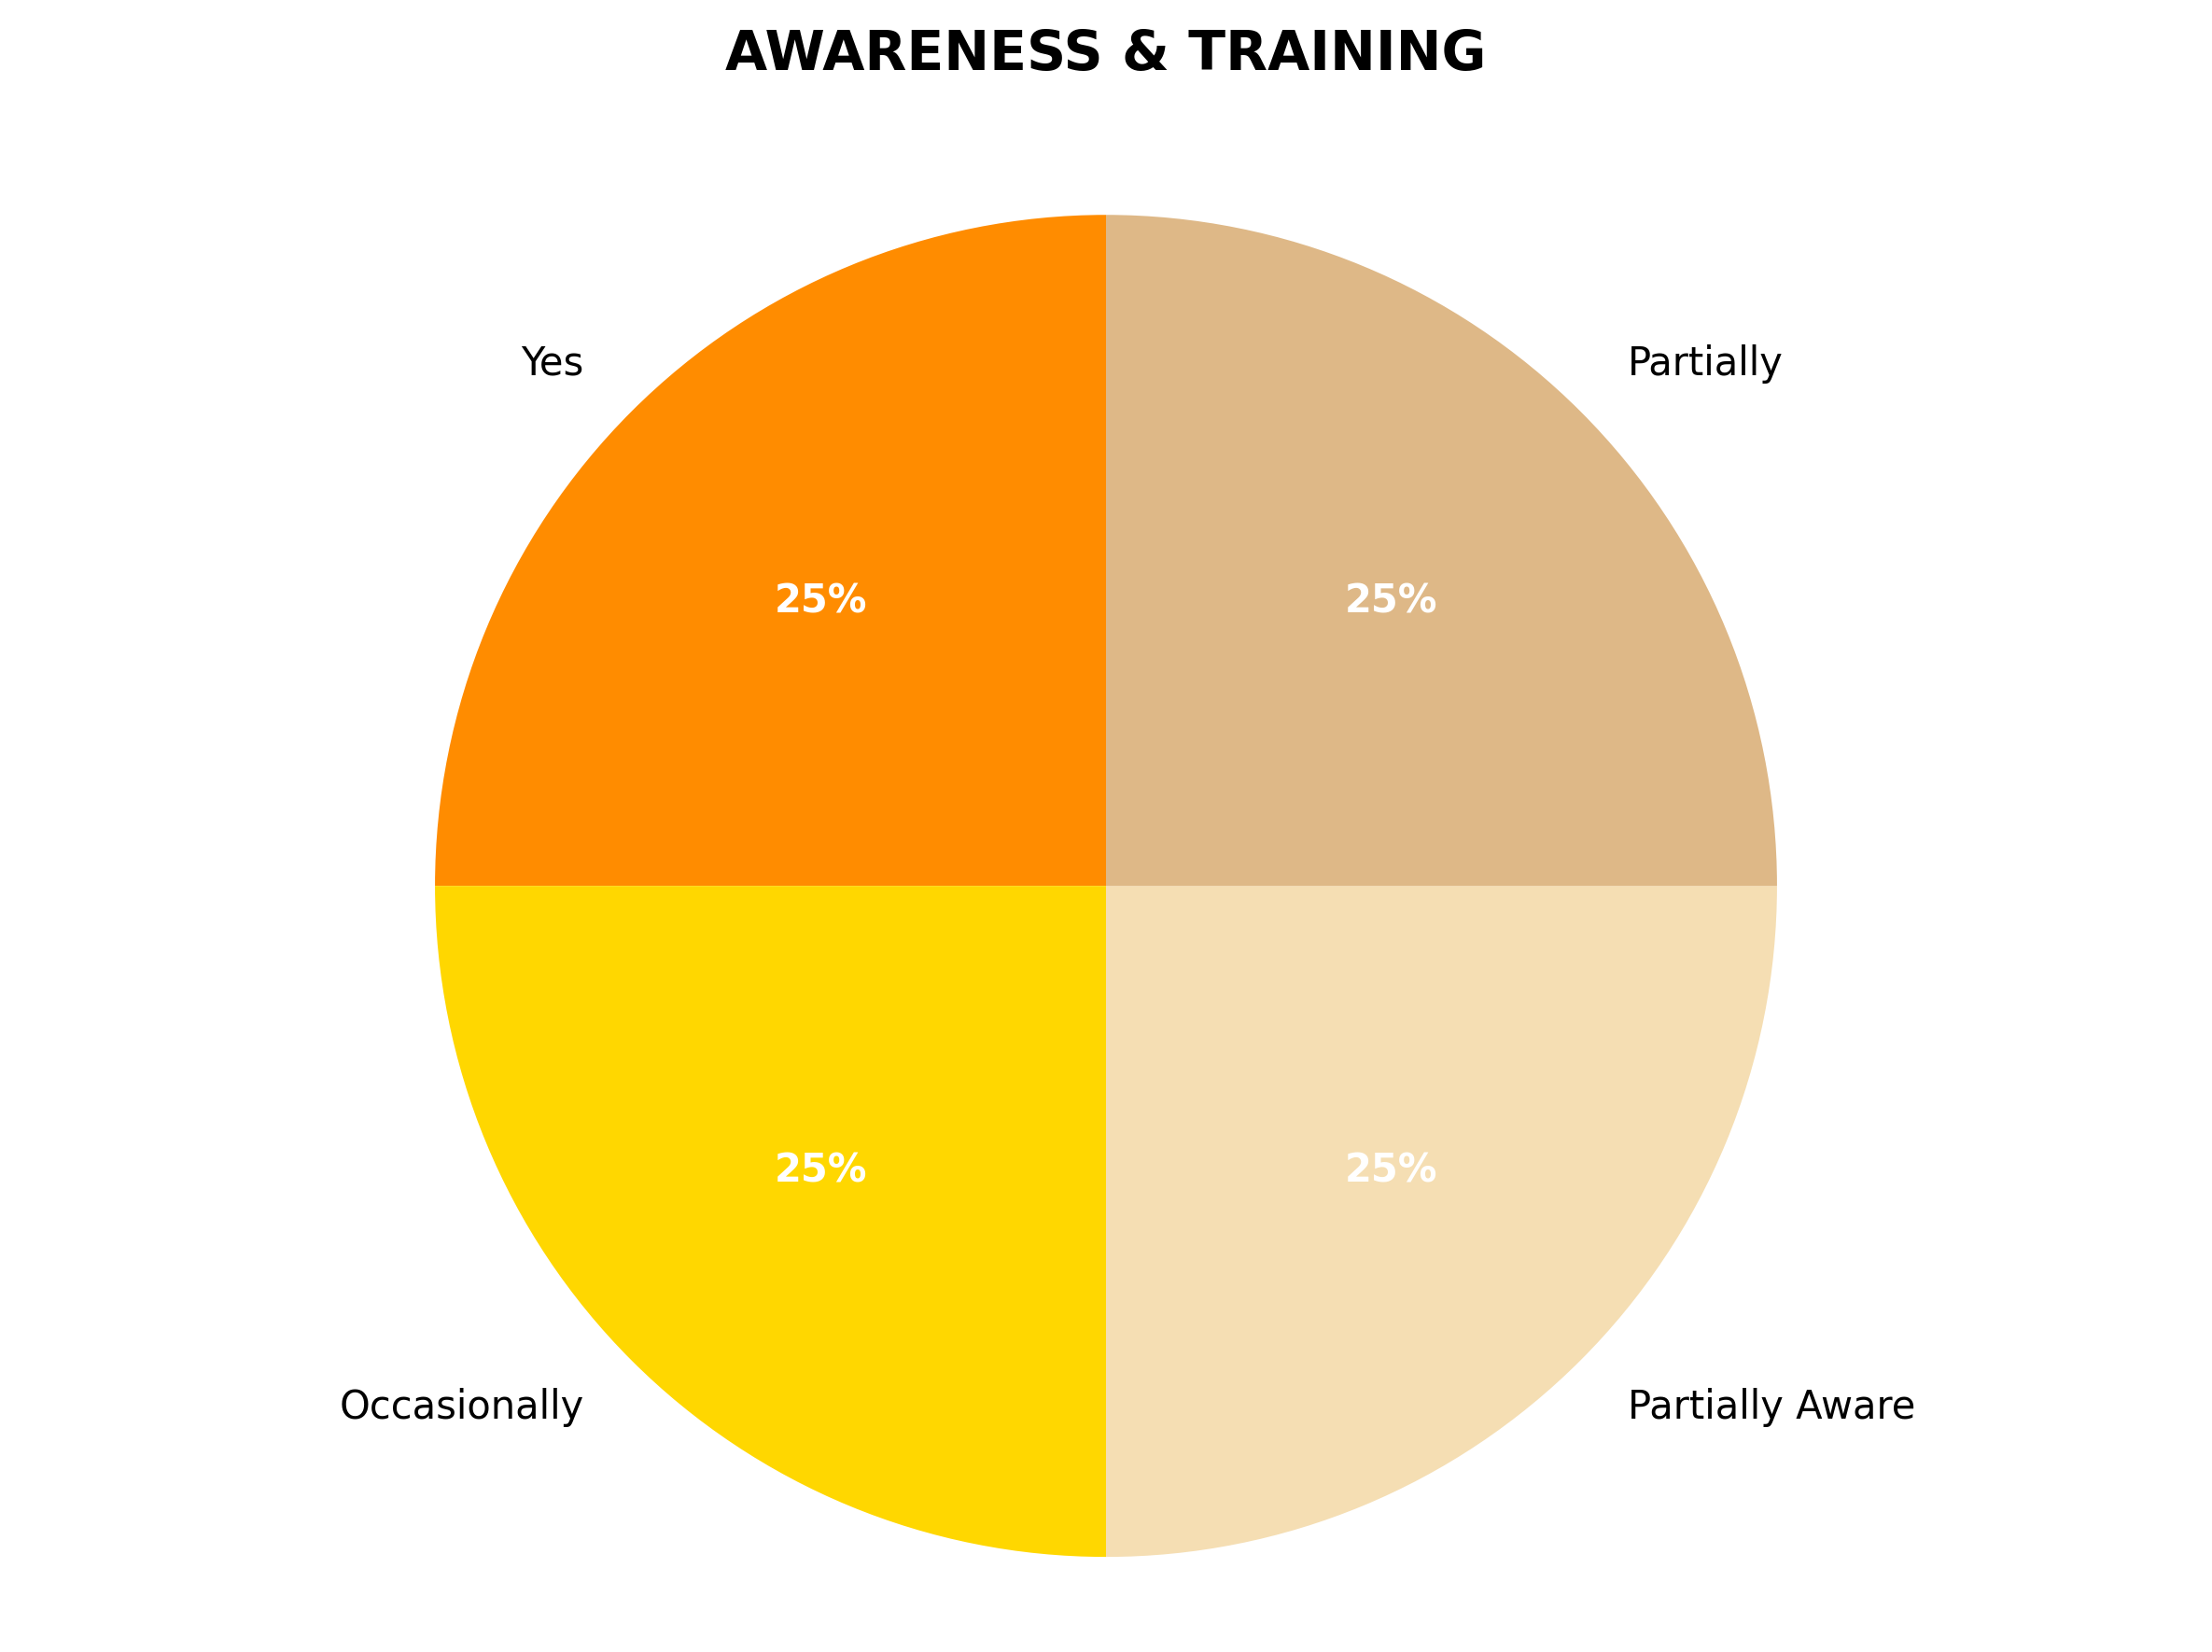 AWARENESS & TRAINING
Yes
Partially
25%
25%
25%
25%
Occasionally
Partially Aware